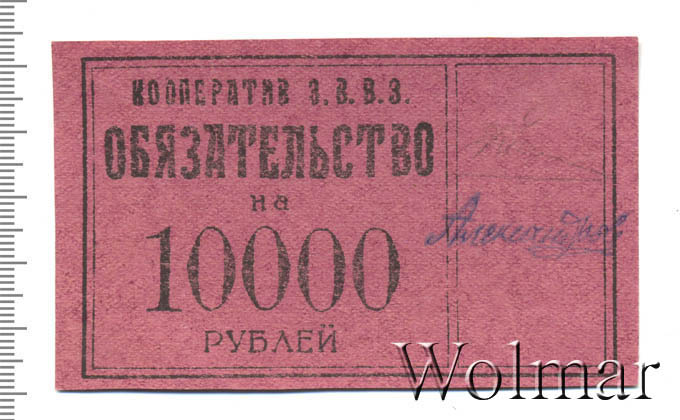 КООПЕРАТИВ З.В.В.З.
ОБЯЗАТЕЛЬСТВО
на
10000
РУБЛЕЙ
Wolmar